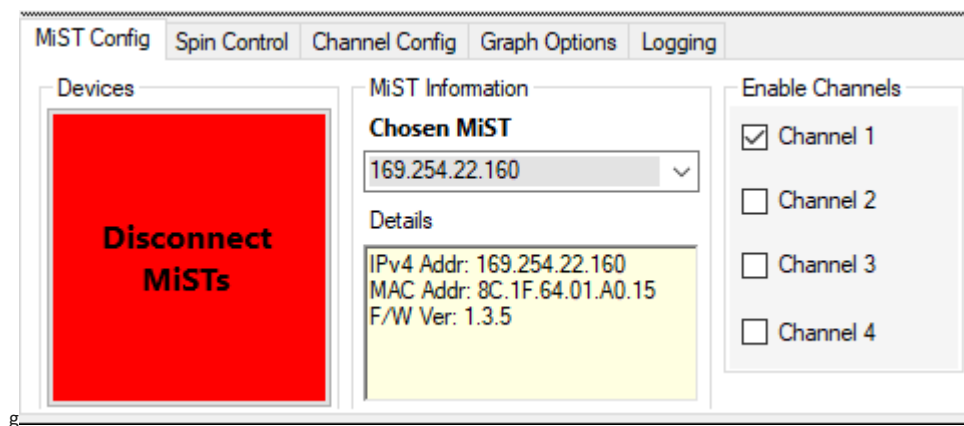 MiST Config Spin Control Channel Config Graph Options Logging
Devices
Disconnect
MiSTs
MiST Information
Chosen MiST
169.254.22.160
Details
IPv4 Addr: 169.254.22.160
MAC Addr: 8C.1F.64.01.A0.15
F/W Ver: 1.3.5
Enable Channels
Channel 1
Channel 2
Channel 3
Channel 4
g